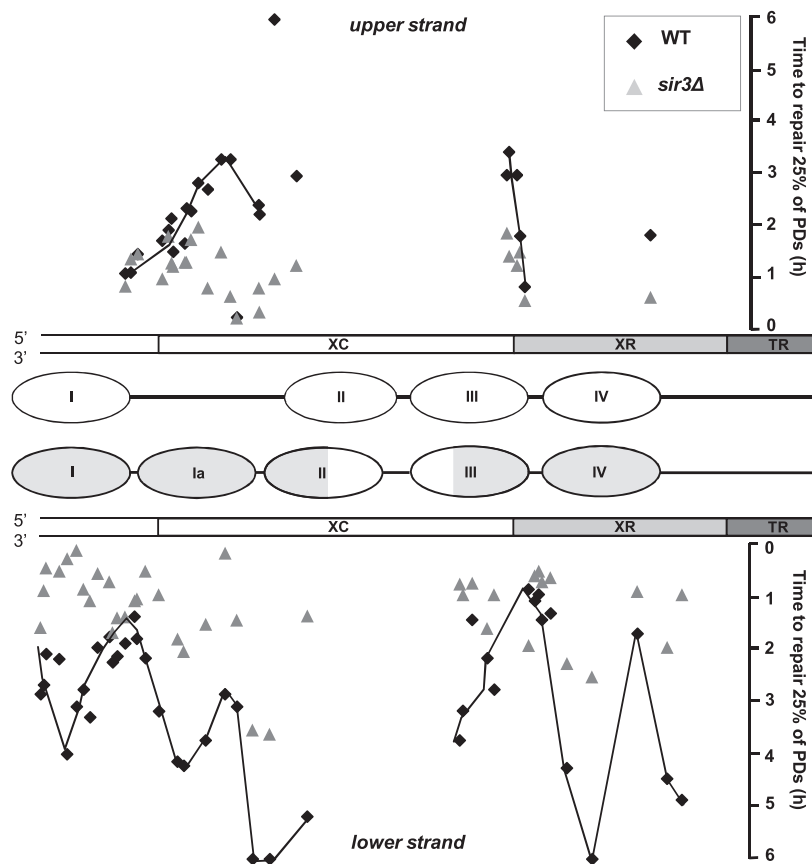 upper strand
WT
sir3Δ
6
5
4
3
2
1
0
Time to repair 25% of PDs (h)
5'
3'
XC
XR
TR
I
II
III
IV
I
Ia
II
III
IV
5'
3'
XC
XR
TR
0
1
2
3
4
5
6
Time to repair 25% of PDs (h)
lower strand